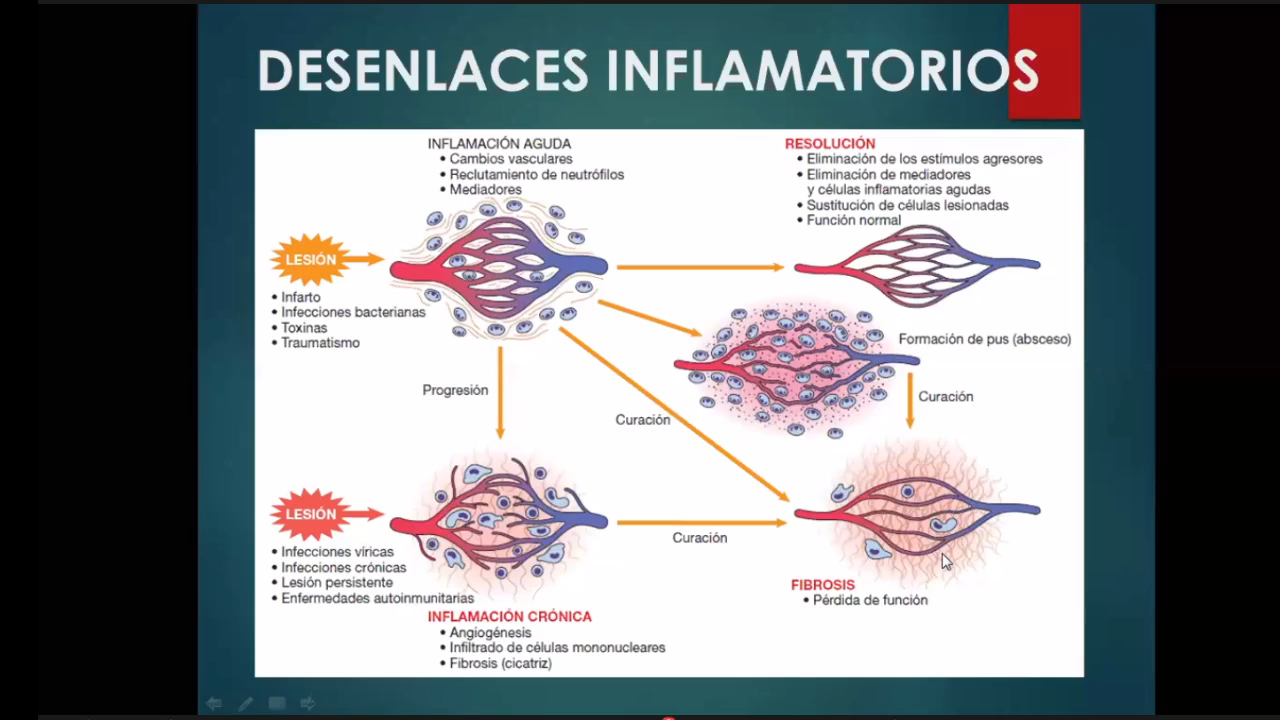 DESENLACES INFLAMATORIOS
INFLAMACIÓN AGUDA
• Cambios vasculares
• Reclutamiento de neutrófilos
• Mediadores
RESOLUCIÓN
• Eliminación de los estímulos agresores
• Eliminación de mediadores
y células inflamatorias agudas
• Sustitución de células lesionadas
• Función normal
LESIÓN
• Infarto
• Infecciones bacterianas
• Toxinas
• Traumatismo
Formación de pus (absceso)
Progresión
Curación
Curación
LESIÓN
• Infecciones víricas
• Infecciones crónicas
• Lesión persistente
• Enfermedades autoinmunitarias
Curación
FIBROSIS
• Pérdida de función
INFLAMACIÓN CRÓNICA
• Angiogénesis
• Infiltrado de células mononucleares
• Fibrosis (cicatriz)